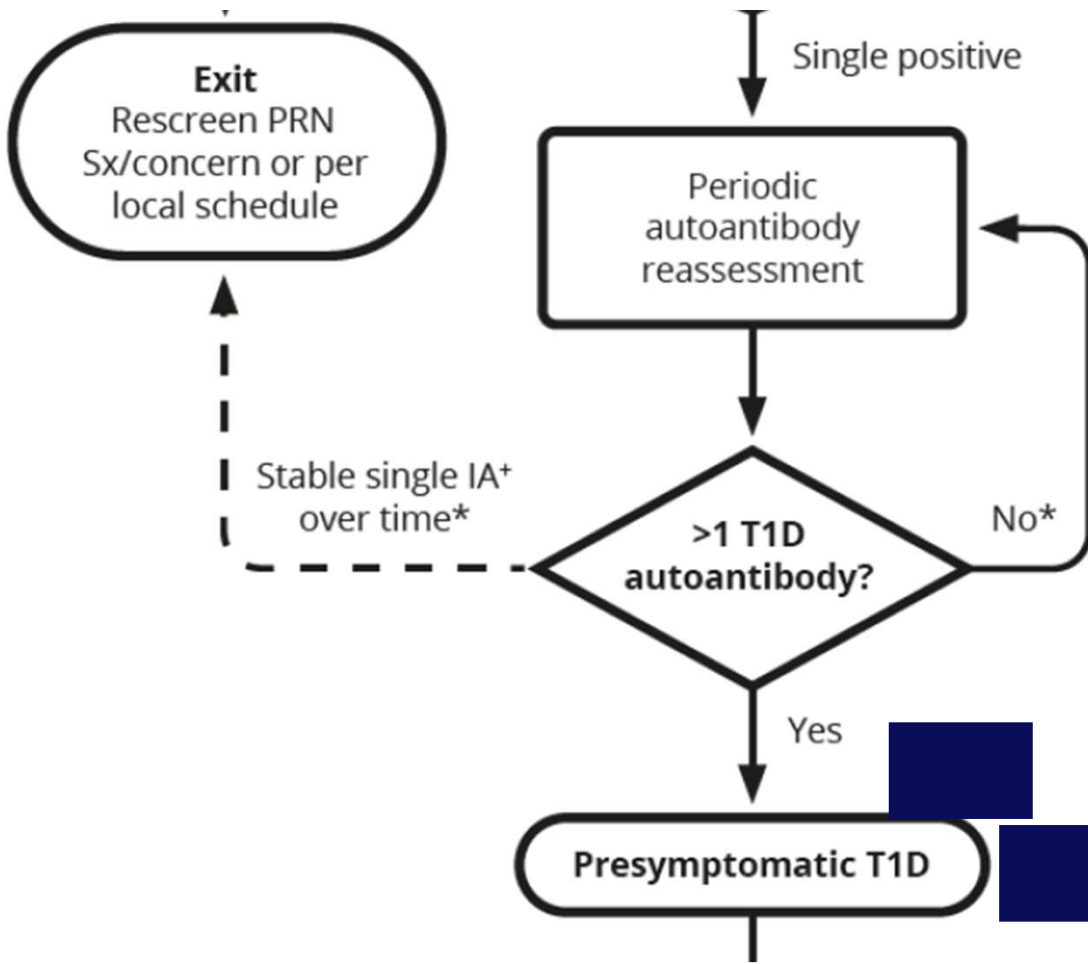 Exit
Rescreen PRN
Sx/concern or per
local schedule
Single positive
Periodic
autoantibody
reassessment
Stable single IA⁺
over time*
>1 T1D
autoantibody?
No*
Yes
Presymptomatic T1D